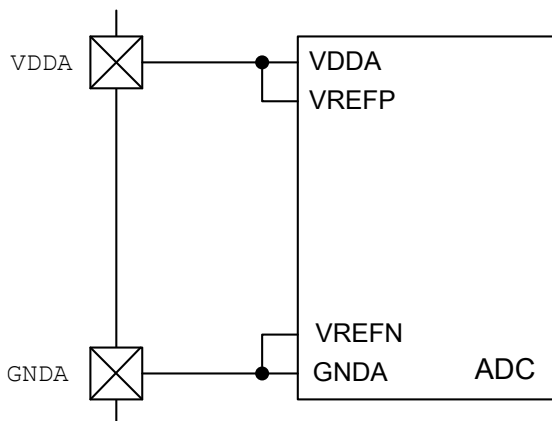 VDDA
VDDA
VREFP
VREFN
GNDA
GNDA
ADC